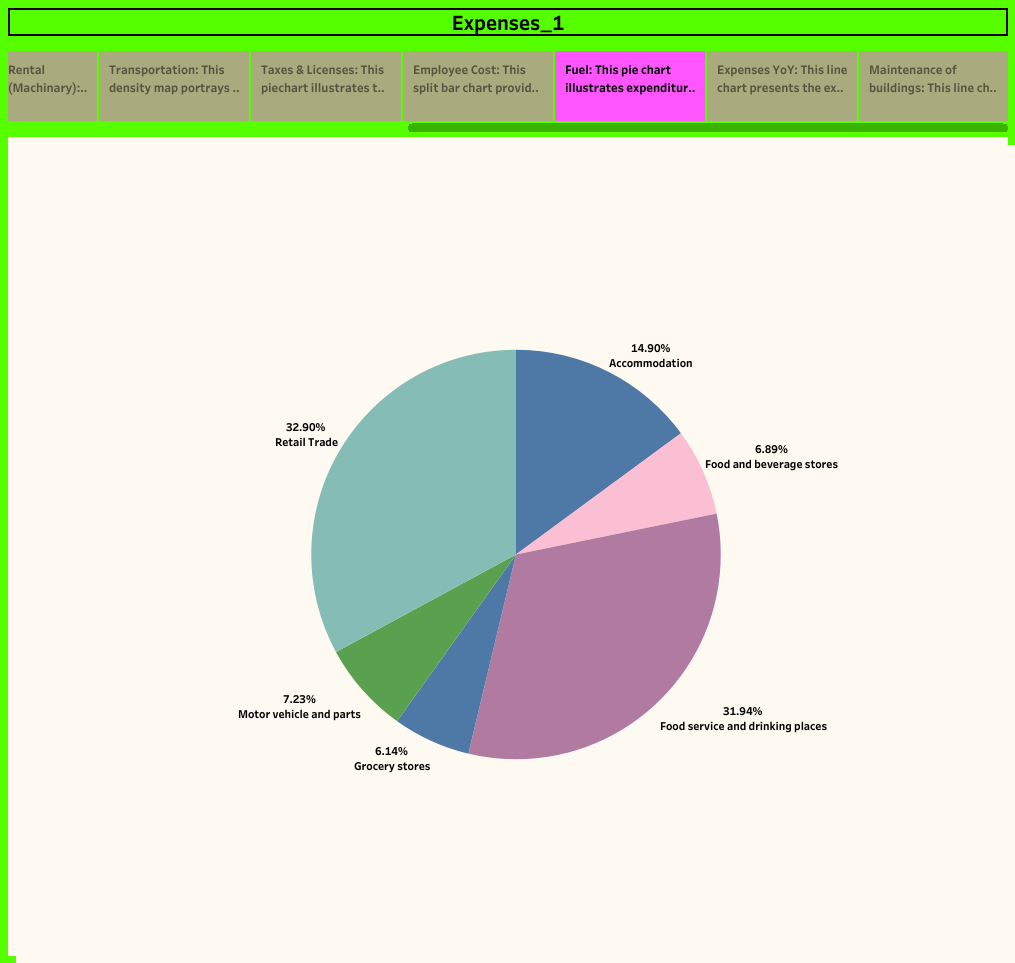 Expenses_1
Rental
(Machinary):..
Transportation: This
density map portrays ..
Taxes & Licenses: This
piechart illustrates t..
Employee Cost: This
split bar chart provid..
Fuel: This pie chart
illustrates expenditur..
Expenses YoY: This line
chart presents the ex..
Maintenance of
buildings: This line ch..
14.90%
Accommodation
32.90%
Retail Trade
6.89%
Food and beverage stores
7.23%
Motor vehicle and parts
31.94%
Food service and drinking places
6.14%
Grocery stores